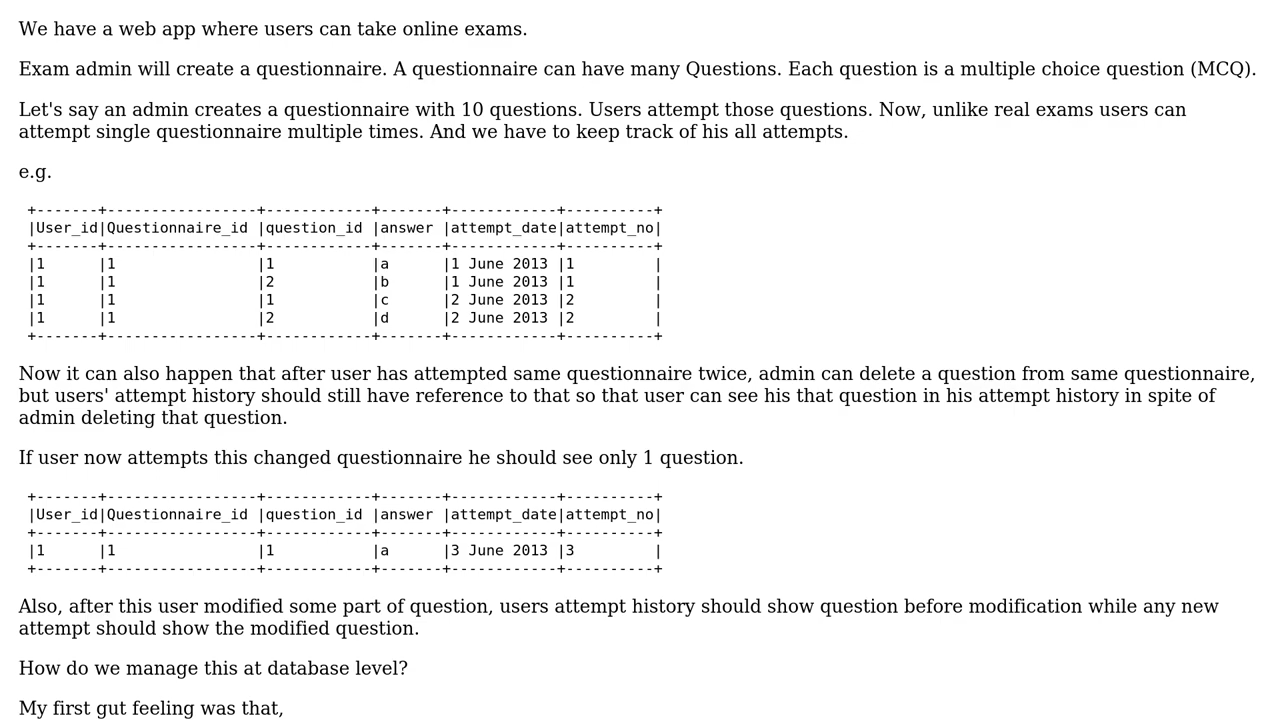 We have a web app where users can take online exams.
Exam admin will create a questionnaire. A questionnaire can have many Questions. Each question is a multiple choice question (MCQ).
Let's say an admin creates a questionnaire with 10 questions. Users attempt those questions. Now, unlike real exams users can
attempt single questionnaire multiple times. And we have to keep track of his all attempts.
e.g.
+-------+-----------------+------------+-------+------------+----------+
|User_id|Questionnaire_id |question_id |answer |attempt_date|attempt_no|
+-------+-----------------+------------+-------+------------+----------+
|1      |1                |1           |a      |1 June 2013 |1         |
|1      |1                |2           |b      |1 June 2013 |1         |
|1      |1                |1           |c      |2 June 2013 |2         |
|1      |1                |2           |d      |2 June 2013 |2         |
+-------+-----------------+------------+-------+------------+----------+
Now it can also happen that after user has attempted same questionnaire twice, admin can delete a question from same questionnaire,
but users' attempt history should still have reference to that so that user can see his that question in his attempt history in spite of
admin deleting that question.
If user now attempts this changed questionnaire he should see only 1 question.
+-------+-----------------+------------+-------+------------+----------+
|User_id|Questionnaire_id |question_id |answer |attempt_date|attempt_no|
+-------+-----------------+------------+-------+------------+----------+
|1      |1                |1           |a      |3 June 2013 |3         |
+-------+-----------------+------------+-------+------------+----------+
Also, after this user modified some part of question, users attempt history should show question before modification while any new
attempt should show the modified question.
How do we manage this at database level?
My first gut feeling was that,